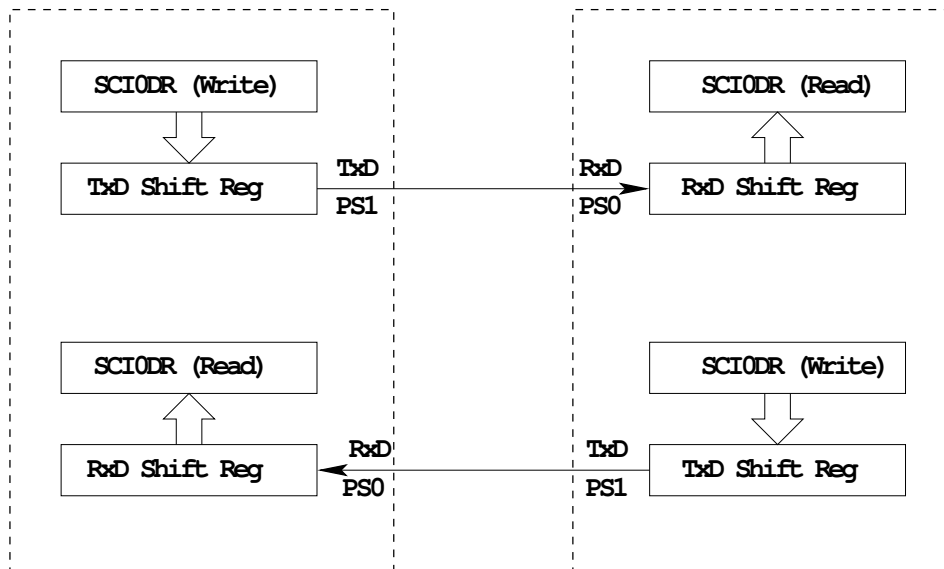 SCI0DR (Write)
SCI0DR (Read)
TxD Shift Reg
TxD
RxD
RxD Shift Reg
PS1
PS0
SCI0DR (Read)
SCI0DR (Write)
RxD Shift Reg
RxD
TxD
TxD Shift Reg
PS0
PS1